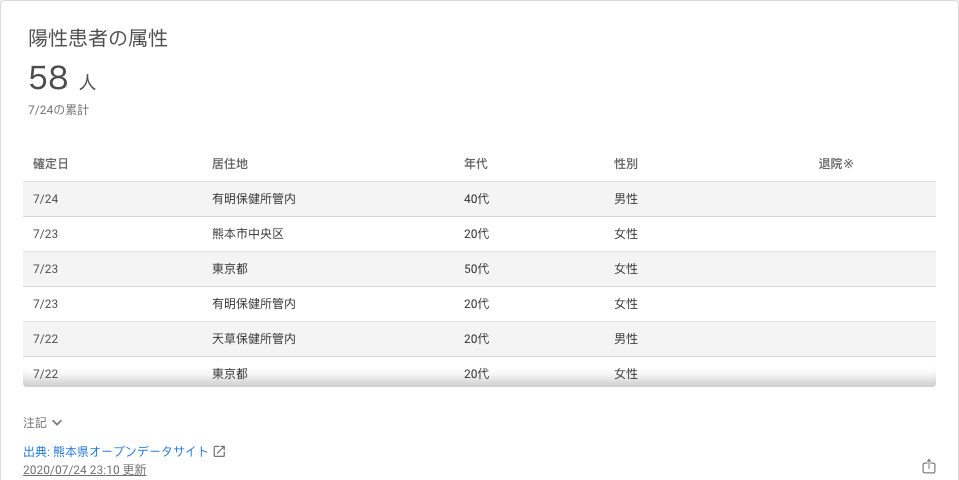 陽性患者の属性
58 人
7/24の累計
確定日 居住地 年代 性別 退院※
7/24 有明保健所管内 40代 男性
7/23 熊本市中央区 20代 女性
7/23 東京都 50代 女性
7/23 有明保健所管内 20代 女性
7/22 天草保健所管内 20代 男性
7/22 東京都 20代 女性
注記
出典: 熊本県オープンデータサイト
2020/07/24 23:10 更新